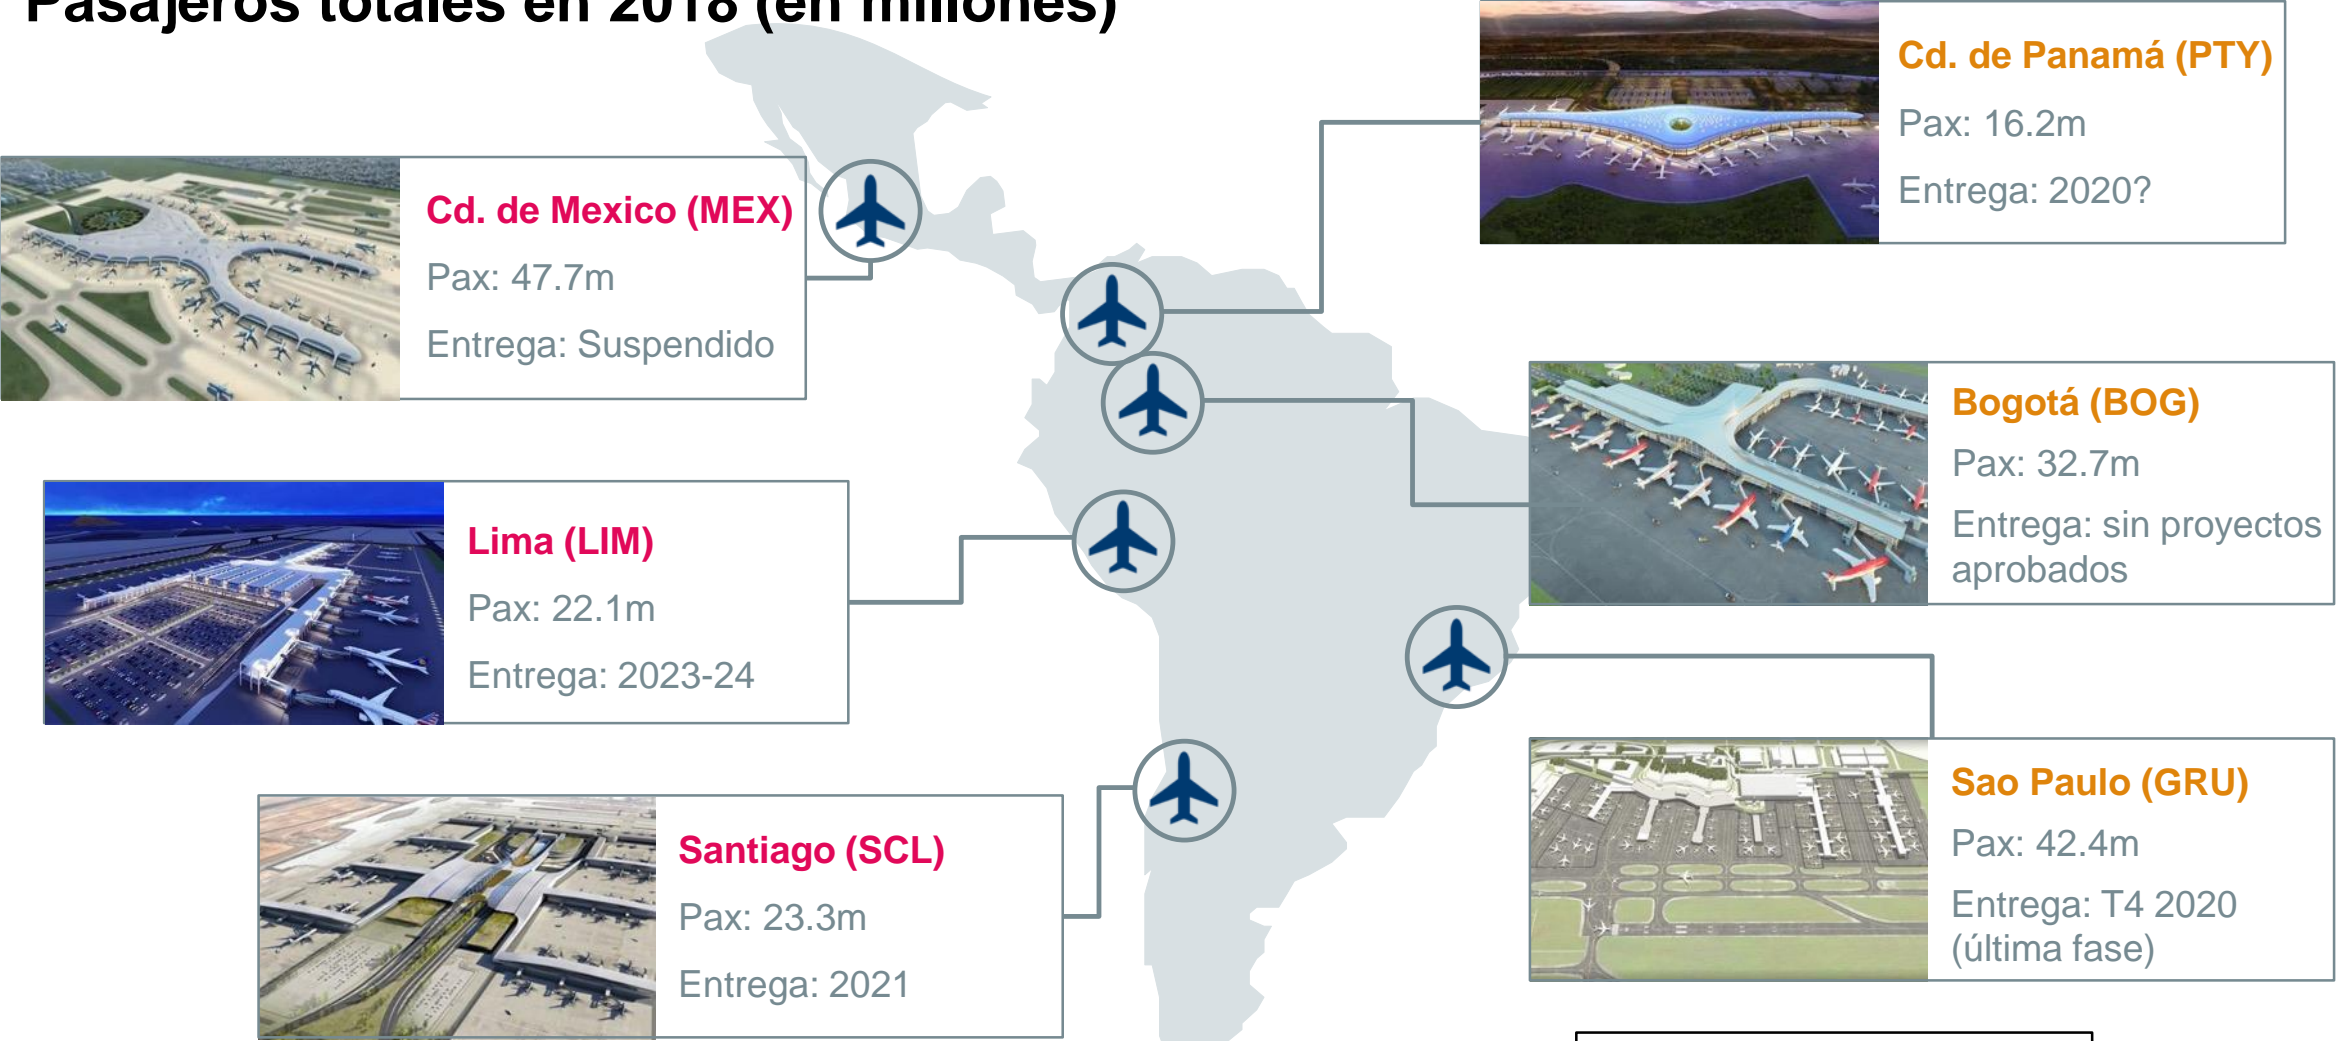 Pasajeros totales en 2018 (en millones)
Cd. de Panamá (PTY)
Pax: 16.2m
Entrega: 2020?
Cd. de Mexico (MEX)
Pax: 47.7m
Entrega: Suspendido
Bogotá (BOG)
Pax: 32.7m
Entrega: sin proyectos
aprobados
Lima (LIM)
Pax: 22.1m
Entrega: 2023-24
Sao Paulo (GRU)
Pax: 42.4m
Entrega: T4 2020
(última fase)
Santiago (SCL)
Pax: 23.3m
Entrega: 2021